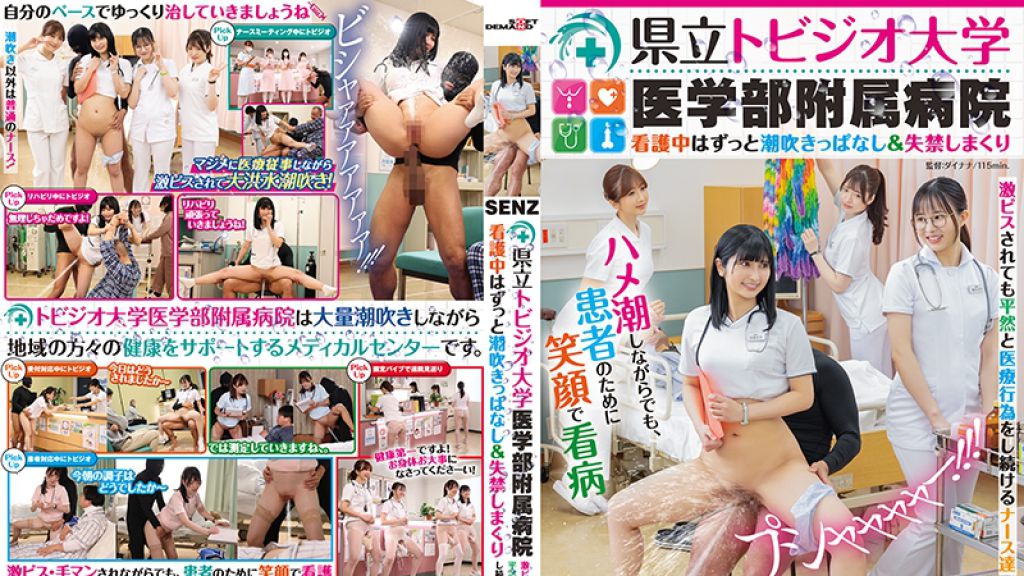 自分のペースでゆっくり治していきましょうね
潮吹き以外は普通のナース！
Pick Up
ナースミーティング中にトビジオ
ビシャァァァァァァ!!!
マジメに医療従事しながら
激ピスされて大洪水潮吹き！
Pick Up
リハビリ中にトビジオ
無理しちゃだめですよ！
リハビリ
頑張って
いきましょうね！
トビジオ大学医学部附属病院は大量潮吹きしながら
地域の方々の健康をサポートするメディカルセンターです。
Pick Up
受付対応中にトビジオ
今日はどう
されましたか～
では測定していきますね、、
Pick Up
固定バイブで連続潮漏り
健康第一ですよ！
お身体お大事に
なさってくださーい！
Pick Up
患者対応中にトビジオ
今朝の調子は
どうでしたか～
激ピス・手マンされながらでも、患者のために笑顔で看護
SOFT ON DEMAND
SENZ
県立トビジオ大学医学部附属病院
看護中はずっと潮吹きっぱなし&失禁しまくり
県立トビジオ大学
医学部附属病院
看護中はずっと潮吹きっぱなし&失禁しまくり
監督:ダイナナ/115min.
激ピスされても平然と医療行為をし続けるナース達
ハメ潮しながらでも、
患者のために
笑顔で看病